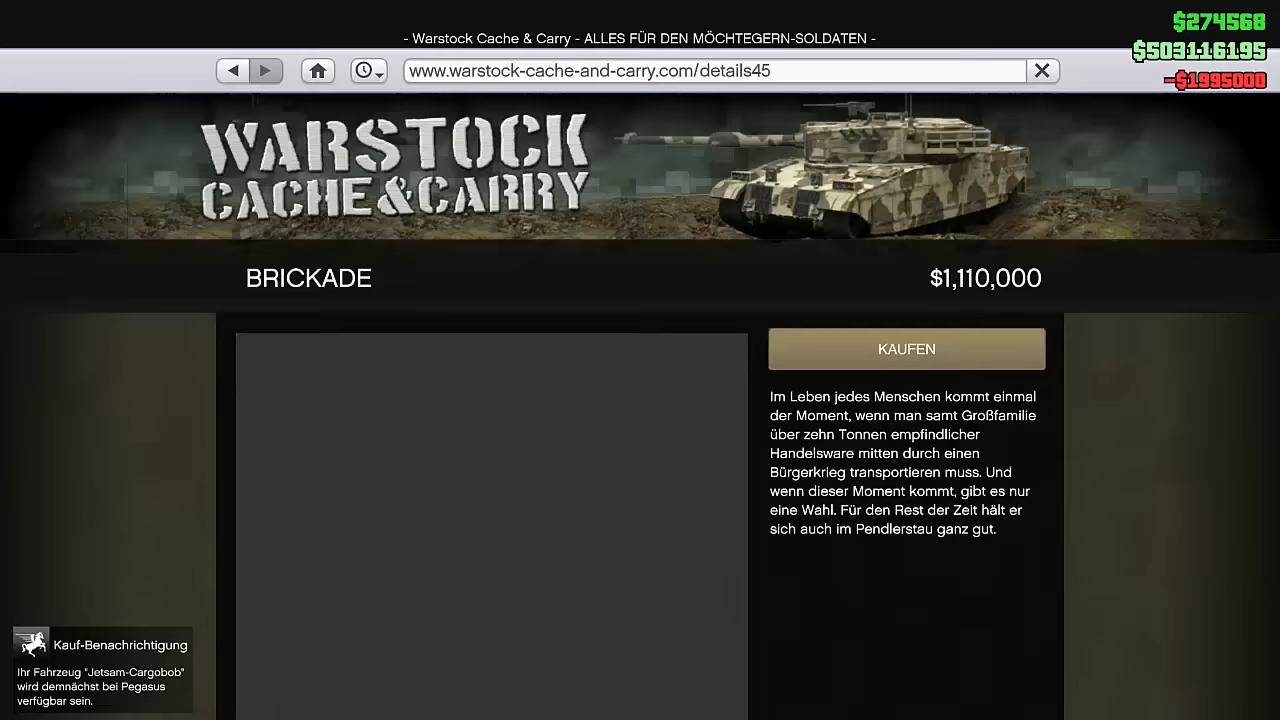 $274568
- Warstock Cache & Carry - ALLES FÜR DEN MÖCHTEGERN-SOLDATEN -
$503116195
www.warstock-cache-and-carry.com/details45
-$1995000
WARSTOCK
CACHE&CARRY
BRICKADE
$1,110,000
KAUFEN
Im Leben jedes Menschen kommt einmal
der Moment, wenn man samt Großfamilie
über zehn Tonnen empfindlicher
Handelsware mitten durch einen
Bürgerkrieg transportieren muss. Und
wenn dieser Moment kommt, gibt es nur
eine Wahl. Für den Rest der Zeit hält er
sich auch im Pendlerstau ganz gut.
Kauf-Benachrichtigung
Ihr Fahrzeug "Jetsam-Cargobob"
wird demnächst bei Pegasus
verfügbar sein.